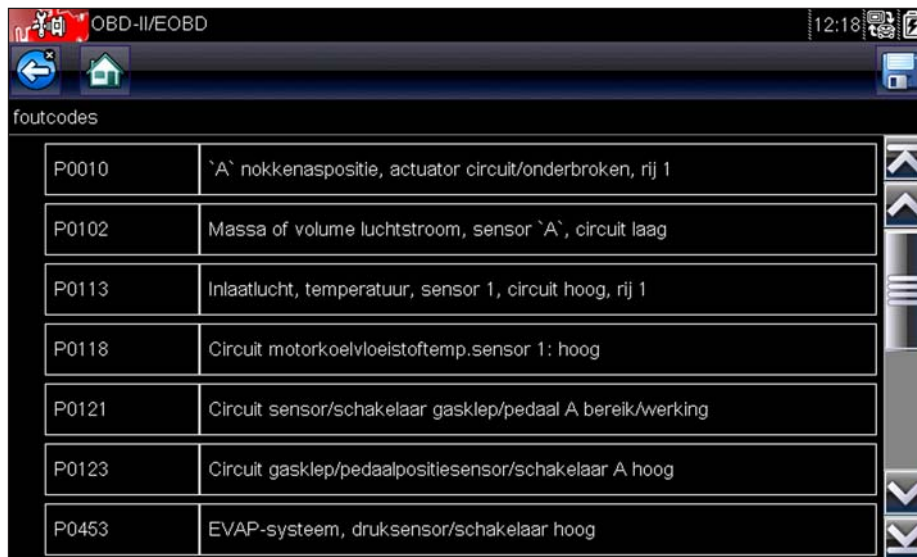 OBD-II/EOBD 12:18
foutcodes
P0010 `A` nokkenaspositie, actuator circuit/onderbroken, rij 1
P0102 Massa of volume luchtstroom, sensor `A`, circuit laag
P0113 Inlaatlucht, temperatuur, sensor 1, circuit hoog, rij 1
P0118 Circuit motorkoelvloeistoftemp.sensor 1: hoog
P0121 Circuit sensor/schakelaar gasklep/pedaal A bereik/werking
P0123 Circuit gasklep/pedaalpositiesensor/schakelaar A hoog
P0453 EVAP-systeem, druksensor/schakelaar hoog